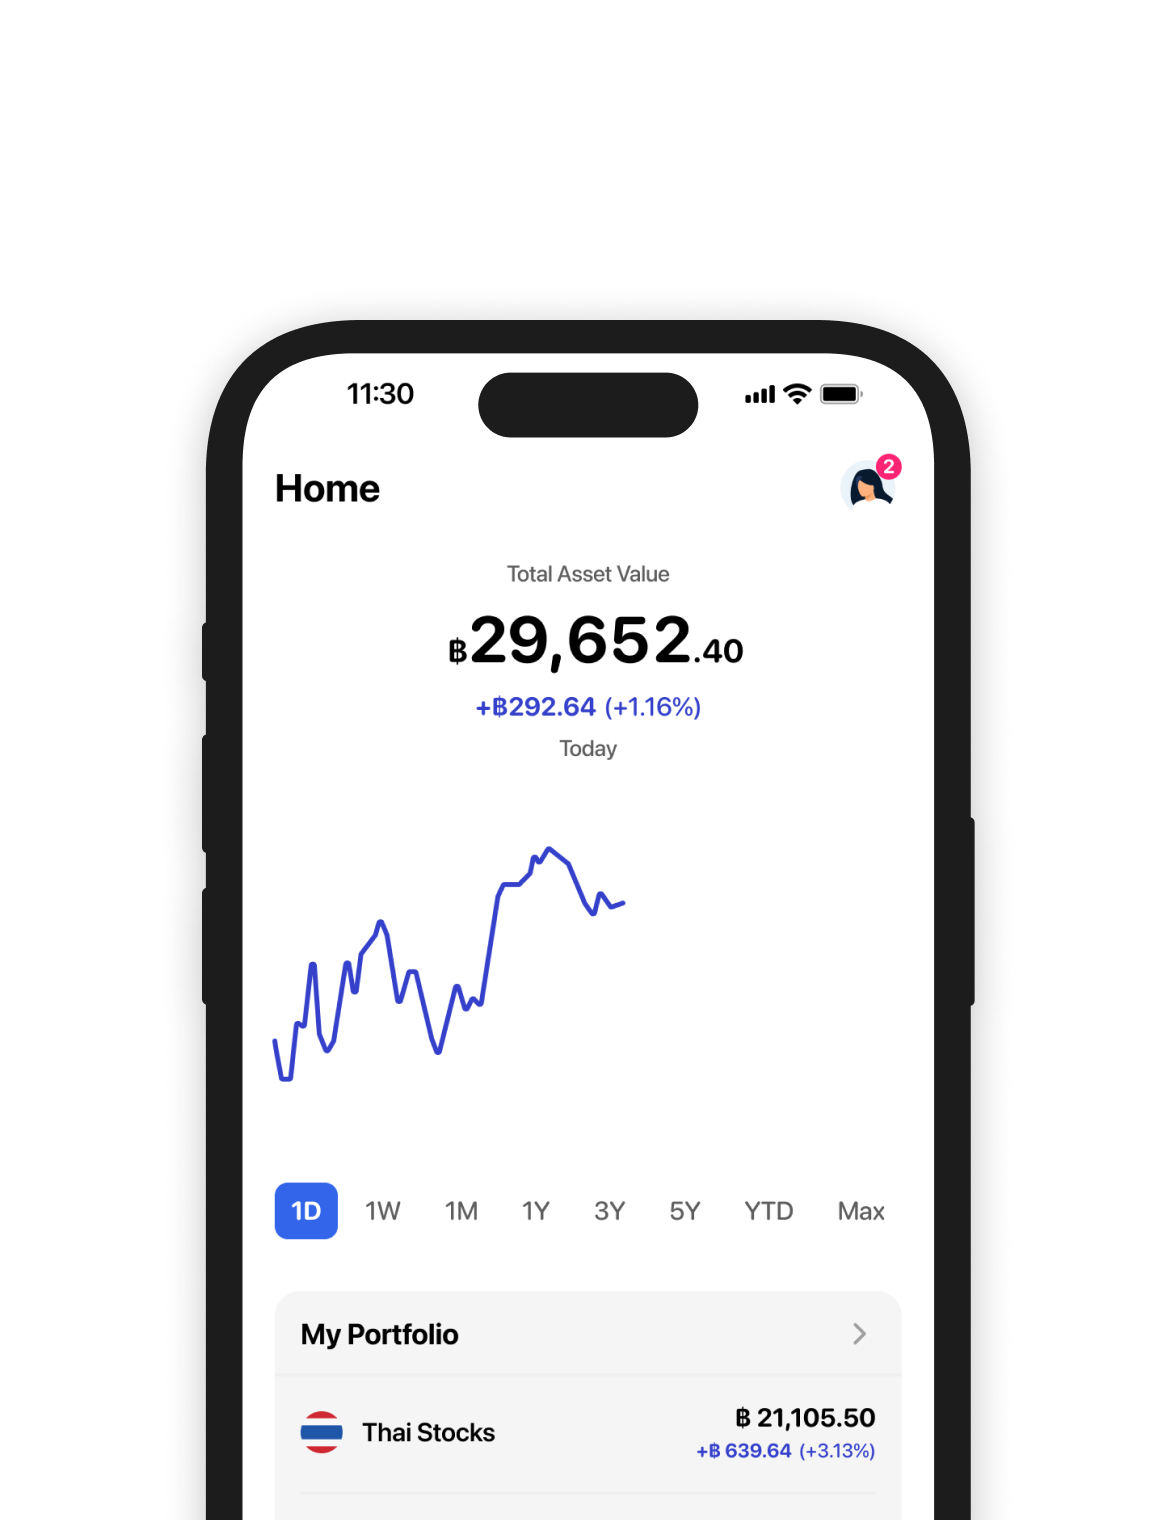 11:30
Home
2
Total Asset Value
฿29,652.40
+฿292.64 (+1.16%)
Today
1D 1W 1M 1Y 3Y 5Y YTD Max
My Portfolio
Thai Stocks
฿ 21,105.50
+฿ 639.64 (+3.13%)